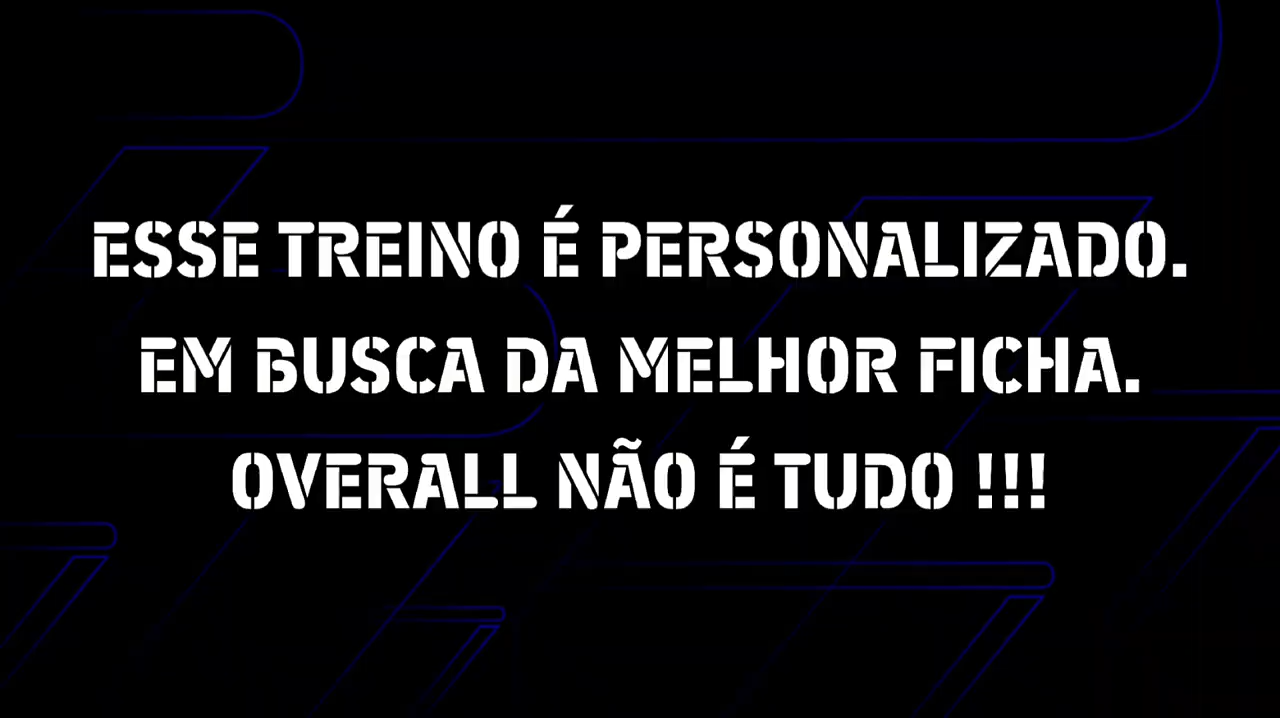 ESSE TREINO É PERSONALIZADO.
EM BUSCA DA MELHOR FICHA.
OVERALL NÃO É TUDO !!!